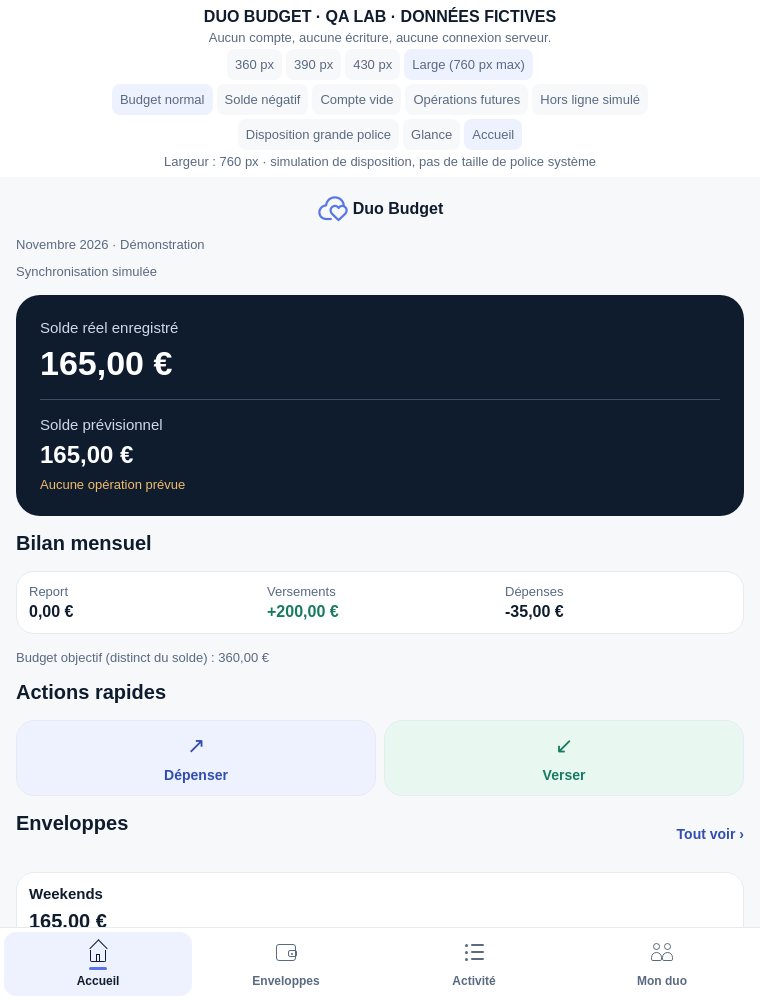 DUO BUDGET · QA LAB · DONNÉES FICTIVES
Aucun compte, aucune écriture, aucune connexion serveur.
360 px 390 px 430 px Large (760 px max)
Budget normal Solde négatif Compte vide Opérations futures Hors ligne simulé
Disposition grande police Glance Accueil
Largeur : 760 px · simulation de disposition, pas de taille de police système
Duo Budget
Novembre 2026 · Démonstration
Synchronisation simulée
Solde réel enregistré
165,00 €
Solde prévisionnel
165,00 €
Aucune opération prévue
Bilan mensuel
Report Versements Dépenses
0,00 € +200,00 € -35,00 €
Budget objectif (distinct du solde) : 360,00 €
Actions rapides
↗ ↙
Dépenser Verser
Enveloppes
Tout voir ›
Weekends
165,00 €
Accueil Enveloppes Activité Mon duo